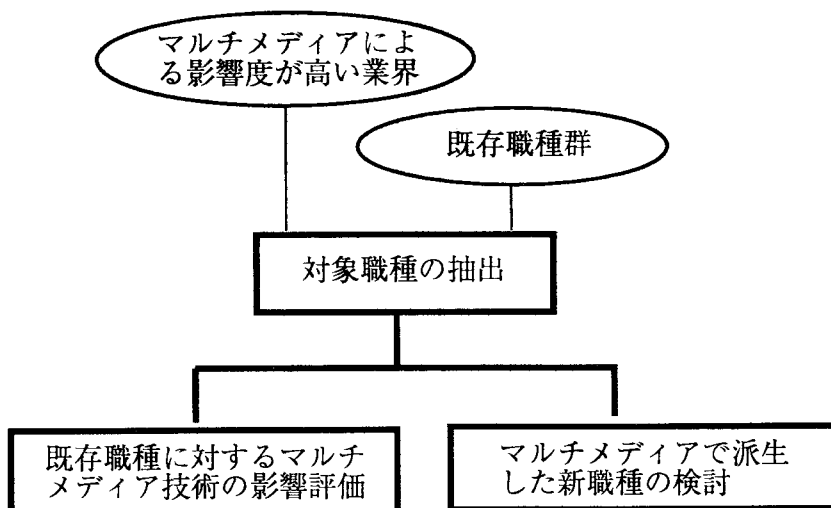 マルチメディアによ
る影響度が高い業界
既存職種群
対象職種の抽出
既存職種に対するマルチ
メディア技術の影響評価
マルチメディアで派生
した新職種の検討